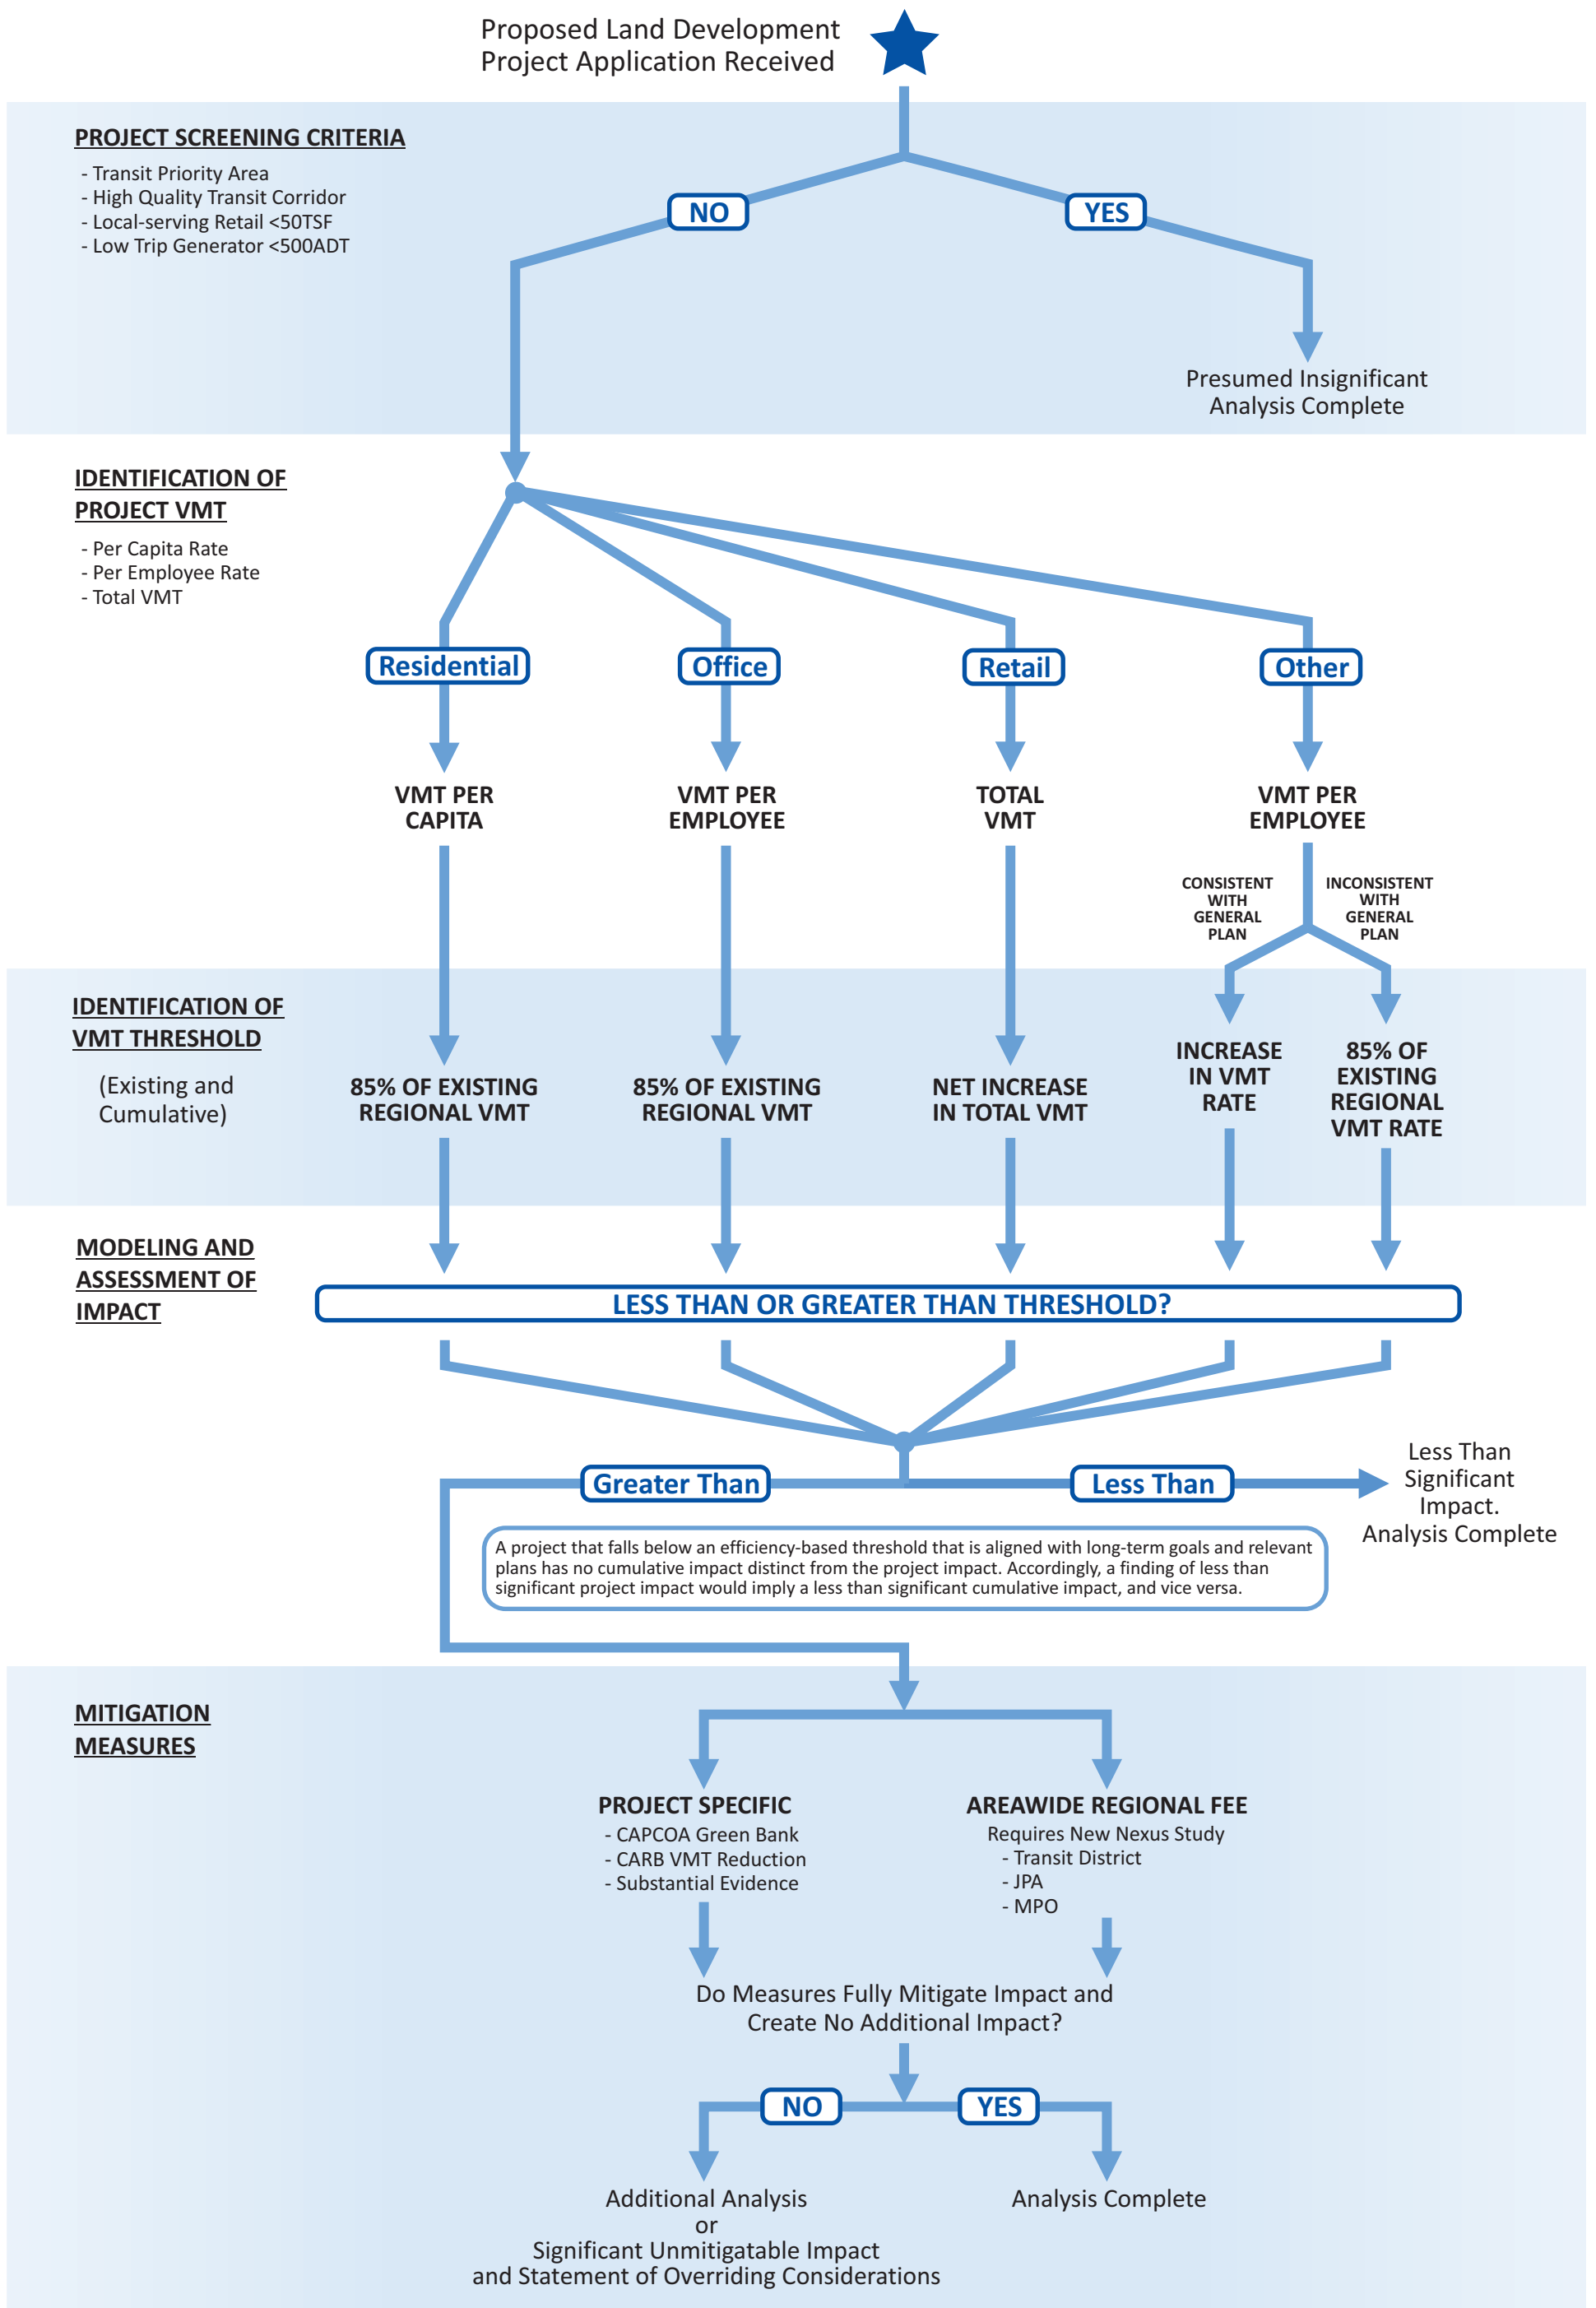 Proposed Land Development
Project Application Received
PROJECT SCREENING CRITERIA
- Transit Priority Area
- High Quality Transit Corridor
- Local-serving Retail <50TSF
- Low Trip Generator <500ADT
NO
YES
Presumed Insignificant
Analysis Complete
IDENTIFICATION OF
PROJECT VMT
- Per Capita Rate
- Per Employee Rate
- Total VMT
Residential
Office
Retail
Other
VMT PER
CAPITA
VMT PER
EMPLOYEE
TOTAL
VMT
VMT PER
EMPLOYEE
CONSISTENT
WITH
GENERAL
PLAN
INCONSISTENT
WITH
GENERAL
PLAN
IDENTIFICATION OF
VMT THRESHOLD
(Existing and
Cumulative)
85% OF EXISTING
REGIONAL VMT
85% OF EXISTING
REGIONAL VMT
NET INCREASE
IN TOTAL VMT
INCREASE
IN VMT
RATE
85% OF
EXISTING
REGIONAL
VMT RATE
MODELING AND
ASSESSMENT OF
IMPACT
LESS THAN OR GREATER THAN THRESHOLD?
Greater Than
Less Than
Less Than
Significant
Impact.
Analysis Complete
A project that falls below an efficiency-based threshold that is aligned with long-term goals and relevant
plans has no cumulative impact distinct from the project impact. Accordingly, a finding of less than
significant project impact would imply a less than significant cumulative impact, and vice versa.
MITIGATION
MEASURES
PROJECT SPECIFIC
- CAPCOA Green Bank
- CARB VMT Reduction
- Substantial Evidence
AREAWIDE REGIONAL FEE
Requires New Nexus Study
- Transit District
- JPA
- MPO
Do Measures Fully Mitigate Impact and
Create No Additional Impact?
NO
YES
Additional Analysis
or
Significant Unmitigatable Impact
and Statement of Overriding Considerations
Analysis Complete